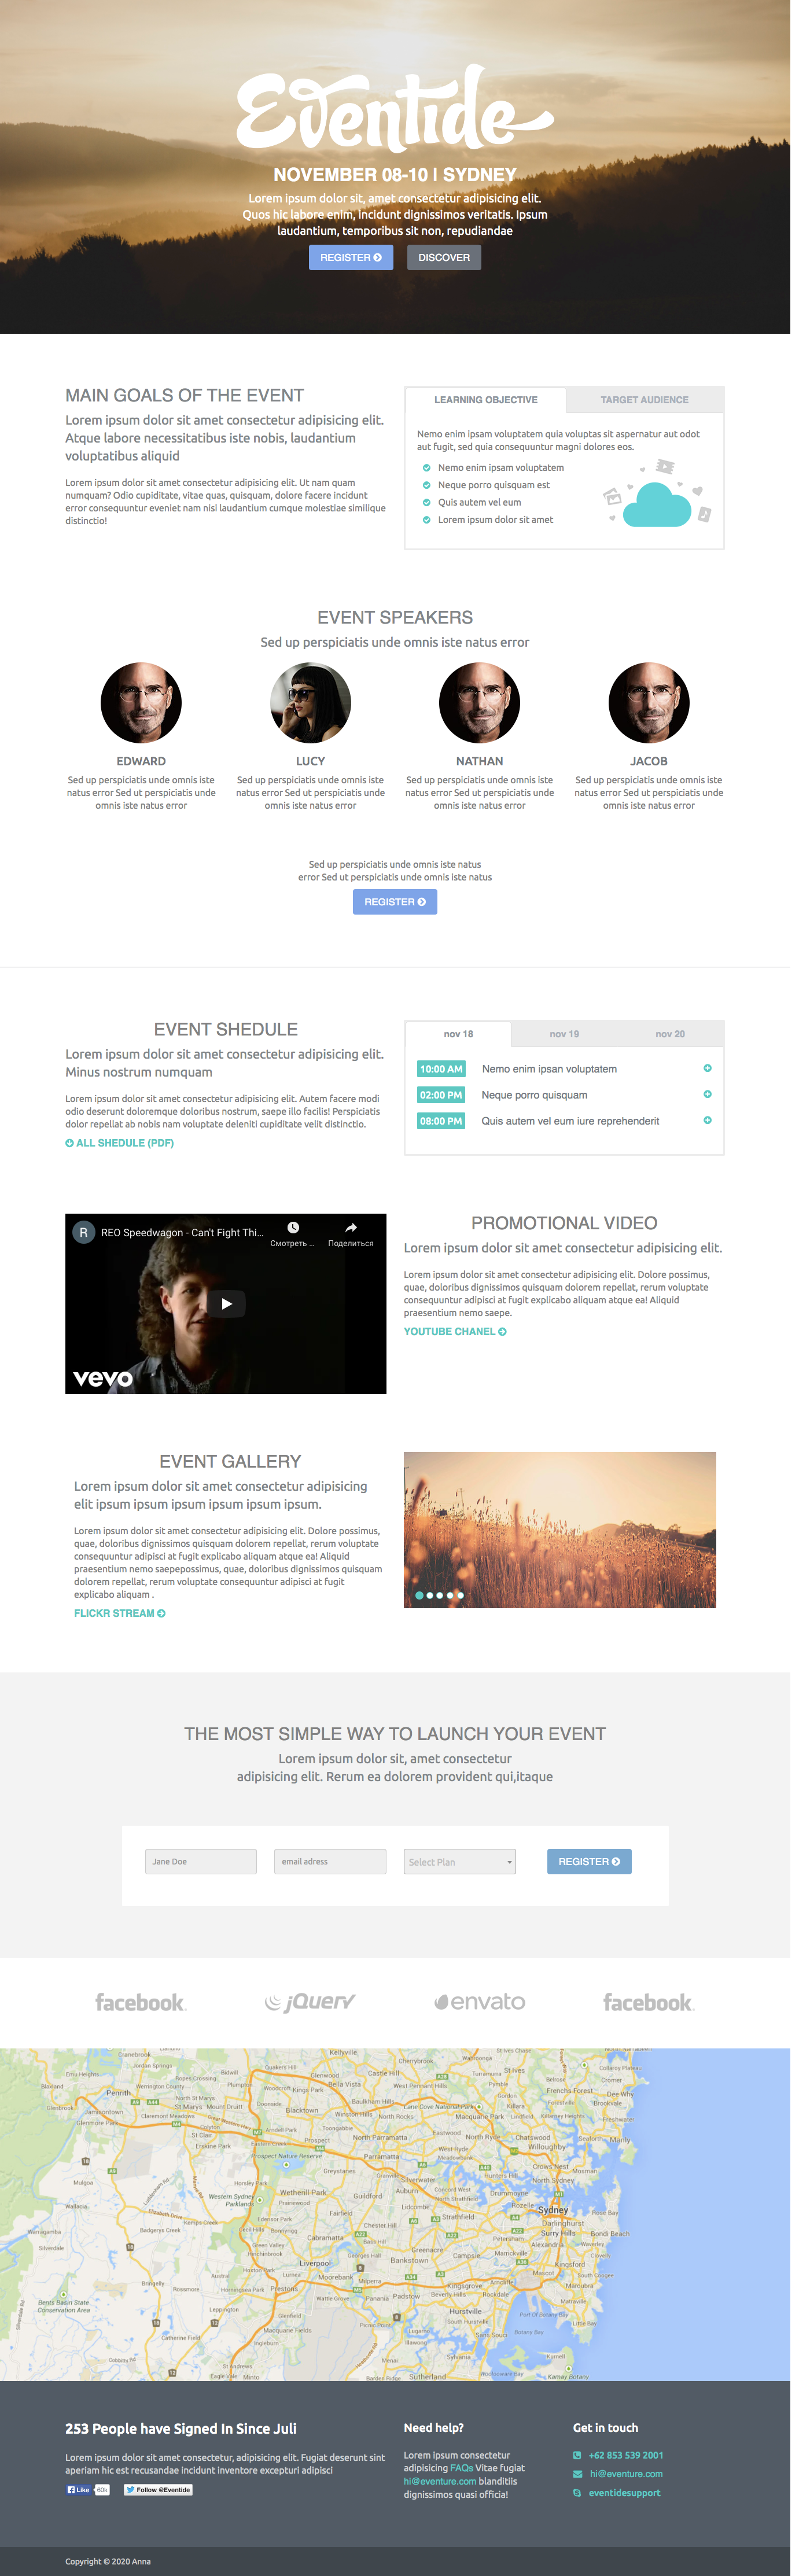 Eventide
NOVEMBER 08-10 | SYDNEY
Lorem ipsum dolor sit, amet consectetur adipisicing elit.
Quos hic labore enim, incidunt dignissimos veritatis. Ipsum
laudantium, temporibus sit non, repudiandae
REGISTER
DISCOVER
MAIN GOALS OF THE EVENT
Lorem ipsum dolor sit amet consectetur adipisicing elit.
Atque labore necessitatibus iste nobis, laudantium
voluptatibus aliquid
Lorem ipsum dolor sit amet consectetur adipisicing elit. Ut nam quam
numquam? Odio cupiditate, vitae quas, quisquam, dolore facere incidunt
error consequuntur eveniet nam nisi laudantium cumque molestiae similique
distinctio!
LEARNING OBJECTIVE
TARGET AUDIENCE
Nemo enim ipsam voluptatem quia voluptas sit aspernatur aut odot
aut fugit, sed quia consequuntur magni dolores eos.
Nemo enim ipsam voluptatem
Neque porro quisquam est
Quis autem vel eum
Lorem ipsum dolor sit amet
EVENT SPEAKERS
Sed up perspiciatis unde omnis iste natus error
EDWARD
Sed up perspiciatis unde omnis iste
natus error Sed ut perspiciatis unde
omnis iste natus error
LUCY
Sed up perspiciatis unde omnis iste
natus error Sed ut perspiciatis unde
omnis iste natus error
NATHAN
Sed up perspiciatis unde omnis iste
natus error Sed ut perspiciatis unde
omnis iste natus error
JACOB
Sed up perspiciatis unde omnis iste
natus error Sed ut perspiciatis unde
omnis iste natus error
Sed up perspiciatis unde omnis iste natus
error Sed ut perspiciatis unde omnis iste natus
REGISTER
EVENT SHEDULE
Lorem ipsum dolor sit amet consectetur adipisicing elit.
Minus nostrum numquam
Lorem ipsum dolor sit amet consectetur adipisicing elit. Autem facere modi
odio deserunt doloremque doloribus nostrum, saepe illo facilis! Perspiciatis
dolor repellat ab nobis nam voluptate deleniti cupiditate velit distinctio.
ALL SHEDULE (PDF)
nov 18
nov 19
nov 20
10:00 AM Nemo enim ipsan voluptatem
02:00 PM Neque porro quisquam
08:00 PM Quis autem vel eum iure reprehenderit
R REO Speedwagon - Can't Fight Thi...
Смотреть ...
Поделиться
vevo
PROMOTIONAL VIDEO
Lorem ipsum dolor sit amet consectetur adipisicing elit.
Lorem ipsum dolor sit amet consectetur adipisicing elit. Dolore possimus,
quae, doloribus dignissimos quisquam dolorem repellat, rerum voluptate
consequuntur adipisci at fugit explicabo aliquam atque ea! Aliquid
praesentium nemo saepe.
YOUTUBE CHANEL
EVENT GALLERY
Lorem ipsum dolor sit amet consectetur adipisicing
elit ipsum ipsum ipsum ipsum ipsum ipsum.
Lorem ipsum dolor sit amet consectetur adipisicing elit. Dolore possimus,
quae, doloribus dignissimos quisquam dolorem repellat, rerum voluptate
consequuntur adipisci at fugit explicabo aliquam atque ea! Aliquid
praesentium nemo saepepossimus, quae, doloribus dignissimos quisquam
dolorem repellat, rerum voluptate consequuntur adipisci at fugit
explicabo aliquam .
FLICKR STREAM
THE MOST SIMPLE WAY TO LAUNCH YOUR EVENT
Lorem ipsum dolor sit, amet consectetur
adipisicing elit. Rerum ea dolorem provident qui,itaque
Jane Doe
email adress
Select Plan
REGISTER
facebook.
jQuery
envato
facebook.
Penrith
Blacktown
North Parramatta
Parramatta
Macquarie Park
Willoughby
Manly
North Sydney
Sydney
Darlinghurst
Surry Hills
Bondi Beach
Wetherill Park
Strathfield
Cabramatta
Liverpool
Bankstown
Hurstville
Sutherland
253 People have Signed In Since Juli
Lorem ipsum dolor sit amet consectetur, adipisicing elit. Fugiat deserunt sint
aperiam hic est recusandae incidunt inventore excepturi adipisci
Like 50k
Follow @Eventide
Need help?
Lorem ipsum consectetur
adipisicing FAQs Vitae fugiat
hi@eventure.com blanditiis
dignissimos quasi officia!
Get in touch
+62 853 539 2001
hi@eventure.com
eventidesupport
Copyright © 2020 Anna